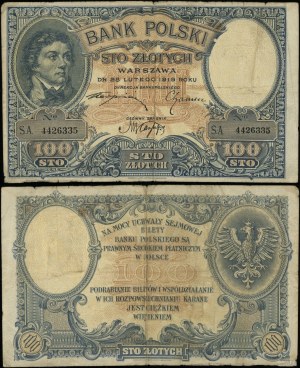 BANK POLSKI
STO ZŁOTYCH
WARSZAWA
DN. 28 LUTEGO 1919 ROKU
SA 4426335
SA 4426335
100
STO
STO
ZŁOTYCH
100
STO
NA MOCY UCHWAŁY SEJMOWEJ
BILETY
BANKU POLSKIEGO SĄ
PRAWNYM ŚRODKIEM PŁATNICZYM
W POLSCE
100
PODRABIANIE BILETÓW I WSPÓŁDZIAŁANIE
W ICH ROZPOWSZECHNIANIU KARANE
JEST CIĘŻKIEM
WIĘZIENIEM
100
STO ZŁOTYCH
100